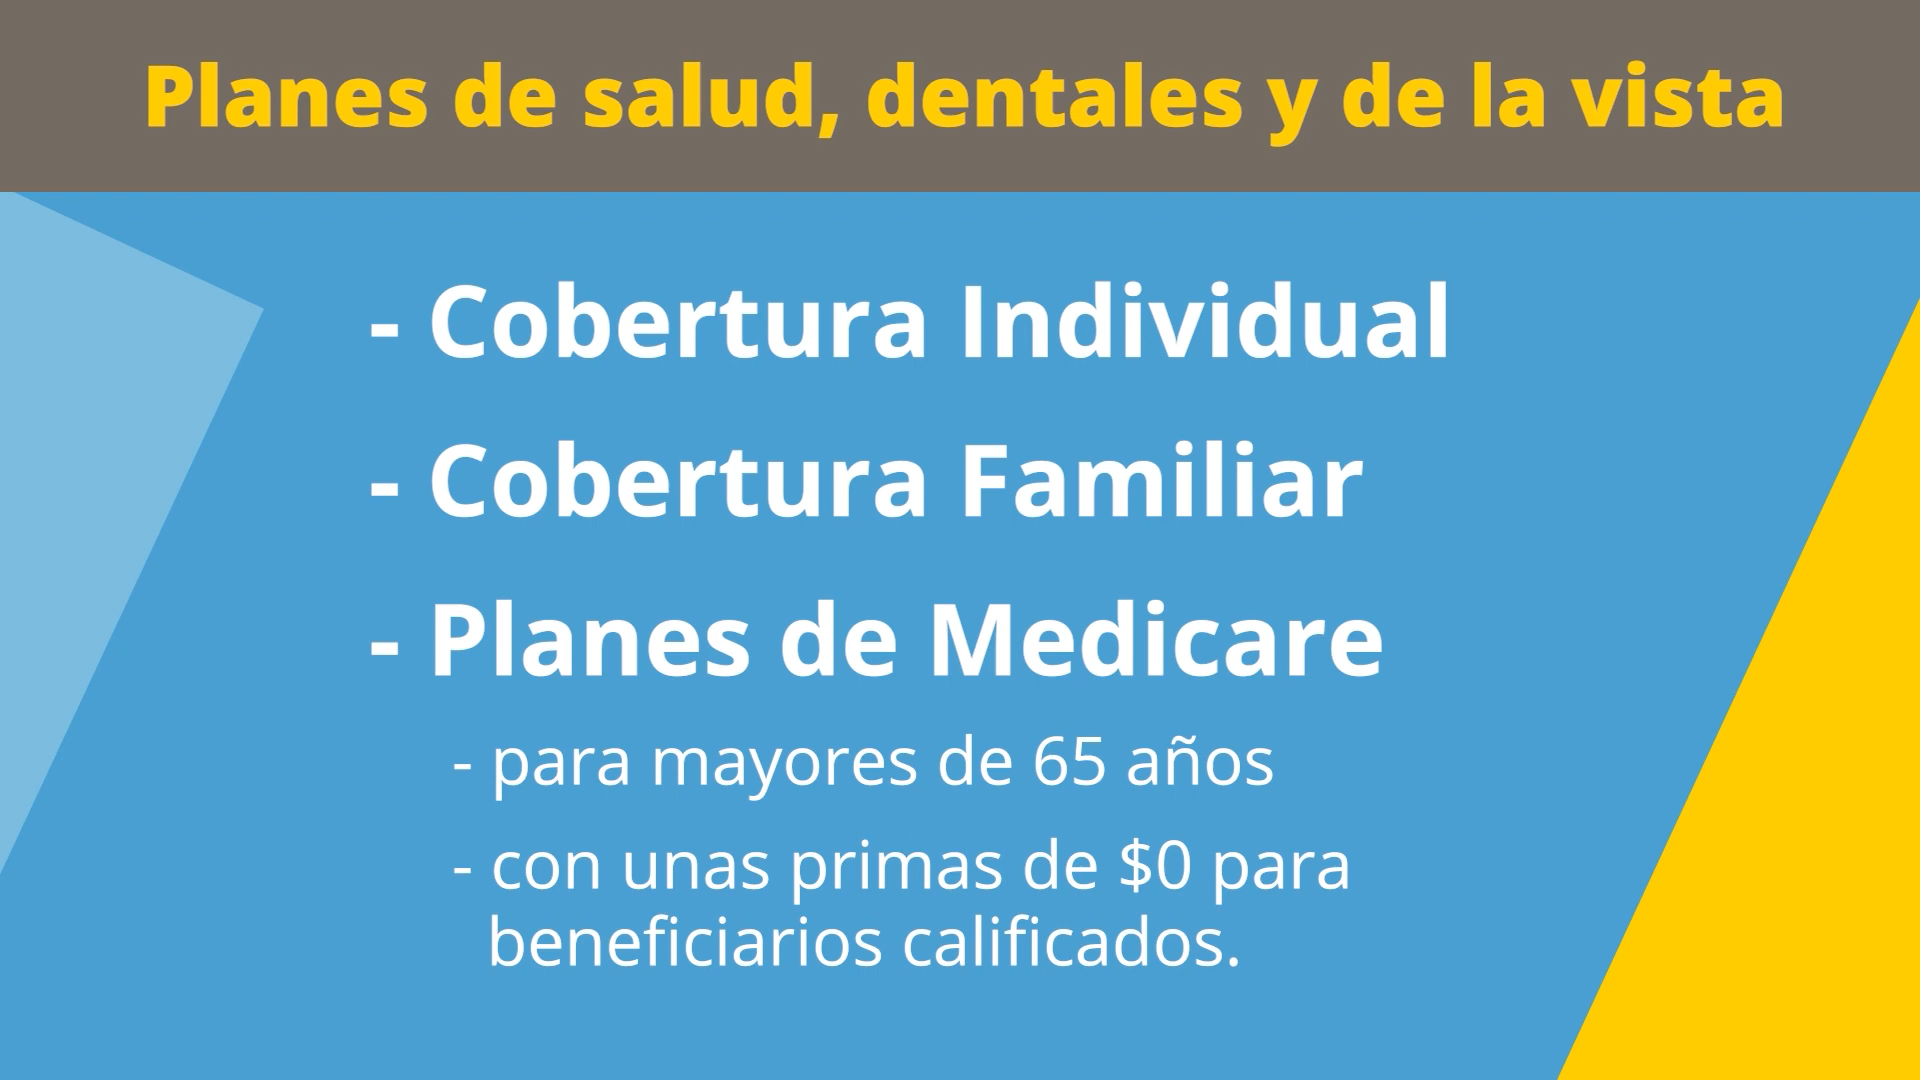 Planes de salud, dentales y de la vista
- Cobertura Individual
- Cobertura Familiar
- Planes de Medicare
- para mayores de 65 años
- con unas primas de $0 para
beneficiarios calificados.